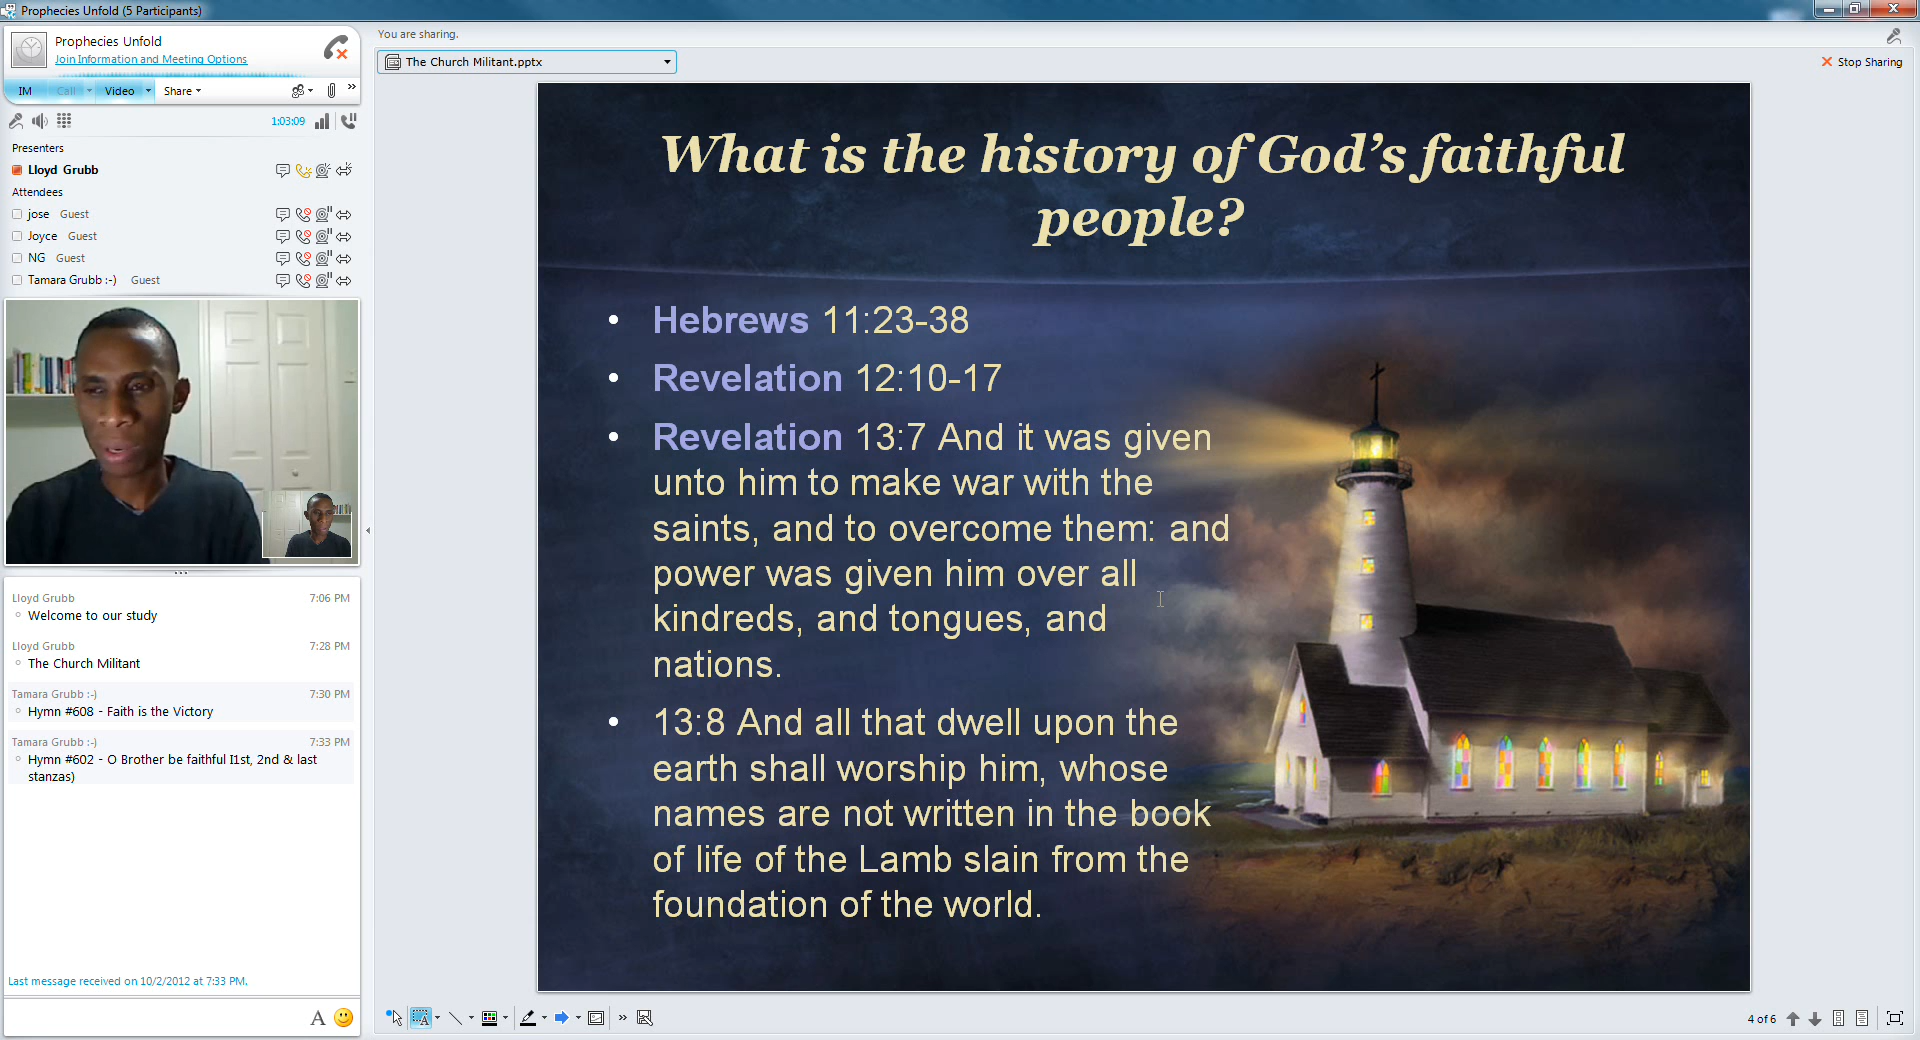 Prophecies Unfold (5 Participants)
Prophecies Unfold
Join Information and Meeting Options
IM Call Video Share
1:03:09
Presenters
Lloyd Grubb
Attendees
jose Guest
Joyce Guest
NG Guest
Tamara Grubb :-) Guest
Lloyd Grubb 7:06 PM
Welcome to our study
Lloyd Grubb 7:28 PM
The Church Militant
Tamara Grubb :-) 7:30 PM
Hymn #608 - Faith is the Victory
Tamara Grubb :-) 7:33 PM
Hymn #602 - O Brother be faithful I1st, 2nd & last
stanzas)
Last message received on 10/2/2012 at 7:33 PM.
A
You are sharing.
The Church Militant.pptx
Stop Sharing
What is the history of God’s faithful
people?
• Hebrews 11:23-38
• Revelation 12:10-17
• Revelation 13:7 And it was given
unto him to make war with the
saints, and to overcome them: and
power was given him over all
kindreds, and tongues, and
nations.
• 13:8 And all that dwell upon the
earth shall worship him, whose
names are not written in the book
of life of the Lamb slain from the
foundation of the world.
4 of 6